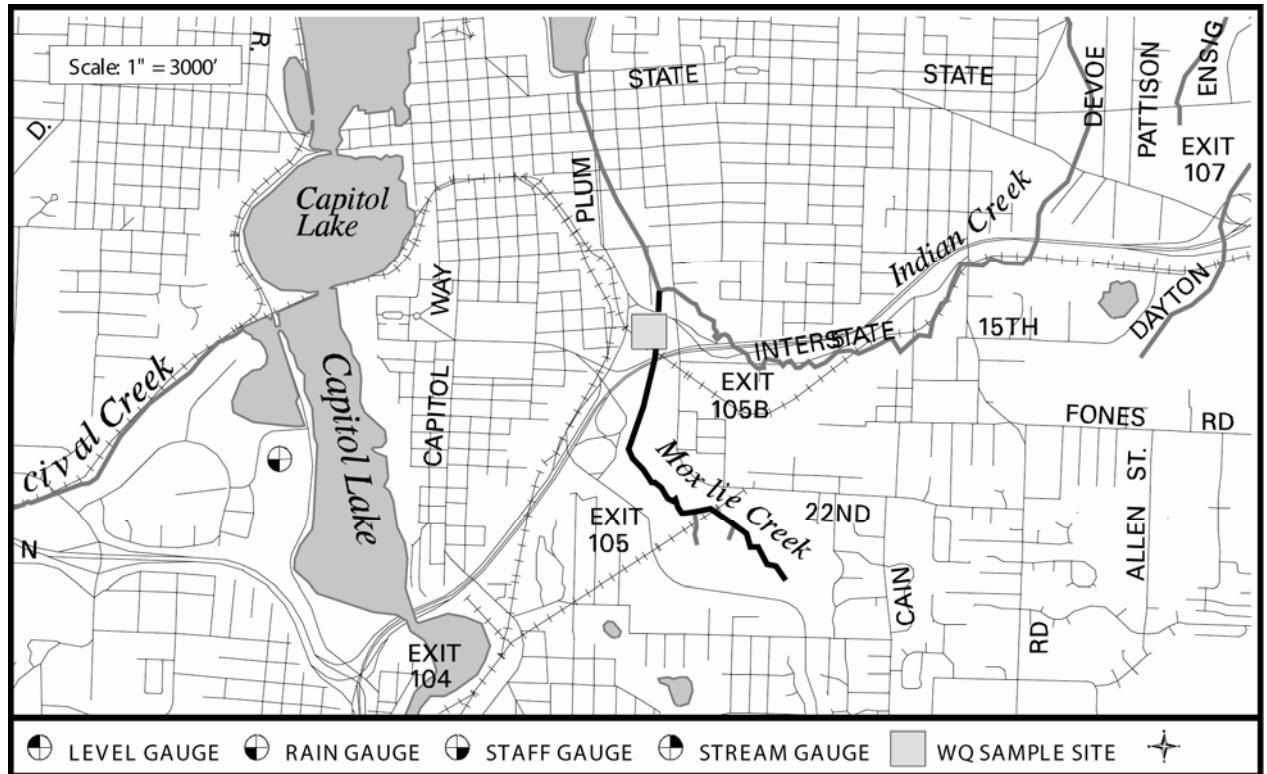 Scale: 1" = 3000'
R.
D.
STATE
STATE
DEVOE
PATTISON
ENSIG
EXIT
107
PLUM
Capitol
Lake
Indian Creek
CAPITOL WAY
DAYTON
15TH
INTERSTATE
EXIT
105B
FONES RD
cival Creek
Capitol Lake
Moxlie Creek
22ND
EXIT
105
ALLEN ST.
N
CAIN
RD
EXIT
104
LEVEL GAUGE RAIN GAUGE STAFF GAUGE STREAM GAUGE WQ SAMPLE SITE